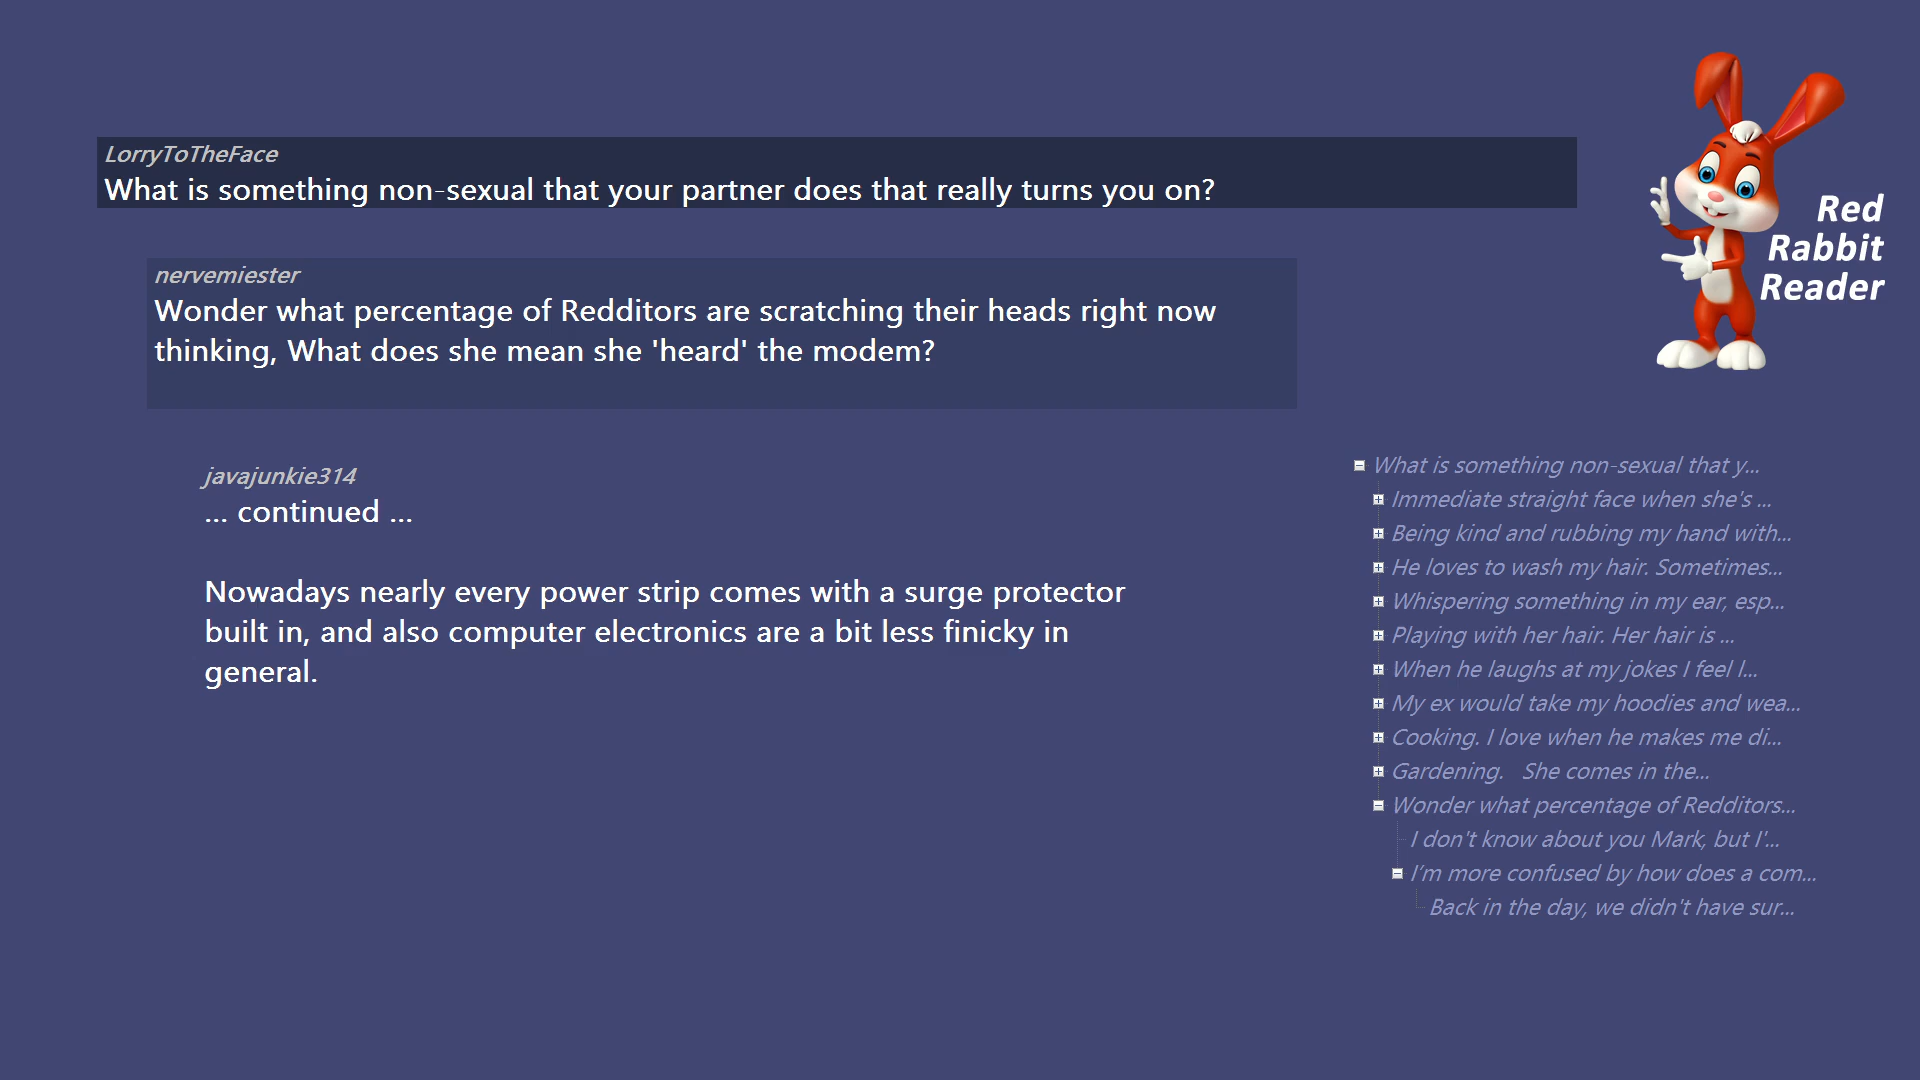 LorryToTheFace
What is something non-sexual that your partner does that really turns you on?
nervemiester
Wonder what percentage of Redditors are scratching their heads right now
thinking, What does she mean she 'heard' the modem?
javajunkie314
... continued ...
Nowadays nearly every power strip comes with a surge protector
built in, and also computer electronics are a bit less finicky in
general.
Red
Rabbit
Reader
What is something non-sexual that y...
Immediate straight face when she's ...
Being kind and rubbing my hand with...
He loves to wash my hair. Sometimes...
Whispering something in my ear, esp...
Playing with her hair. Her hair is ...
When he laughs at my jokes I feel l...
My ex would take my hoodies and wea...
Cooking. I love when he makes me di...
Gardening.   She comes in the...
Wonder what percentage of Redditors...
I don't know about you Mark, but I'...
I’m more confused by how does a com...
Back in the day, we didn't have sur...